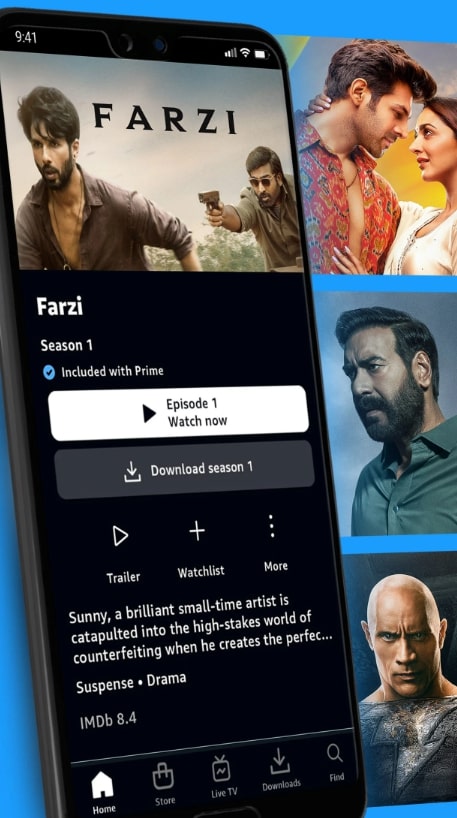 9:41
FARZI
Farzi
Season 1
Included with Prime
Episode 1
Watch now
Download season 1
Trailer
Watchlist
More
Sunny, a brilliant small-time artist is
catapulted into the high-stakes world of
counterfeiting when he creates the perfec...
Suspense • Drama
IMDb 8.4
Home
Store
Live TV
Downloads
Find